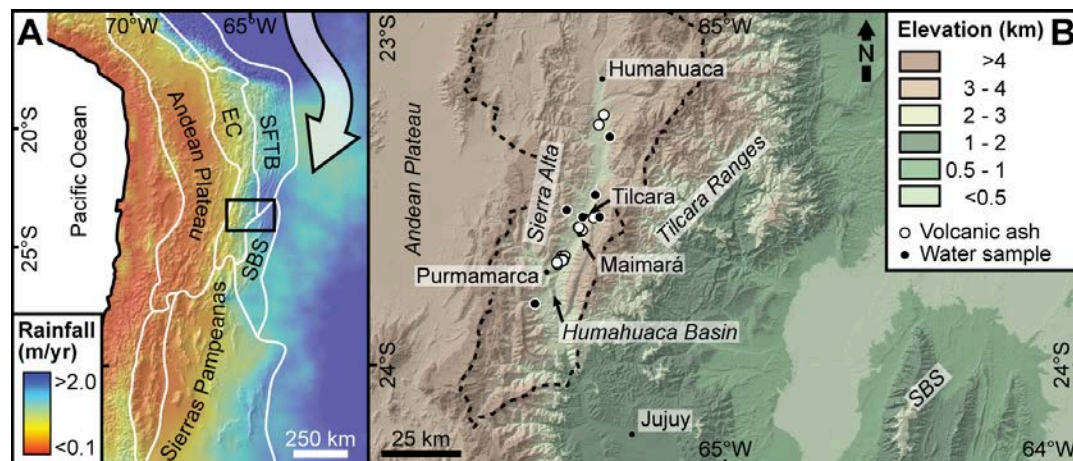 A
70°W
65°W
20°S
25°S
Pacific Ocean
Andean Plateau
EC
SFTB
SBS
Sierras Pampeanas
Rainfall
(m/yr)
>2.0
<0.1
250 km
23°S
65°W
N
Humahuaca
Andean Plateau
Sierra Alta
Tilcara
Tilcara Ranges
Maimará
Purmamarca
Humahuaca Basin
24°S
Jujuy
25 km
65°W
SBS
24°S
64°W
Elevation (km)
B
>4
3 - 4
2 - 3
1 - 2
0.5 - 1
<0.5
Volcanic ash
Water sample